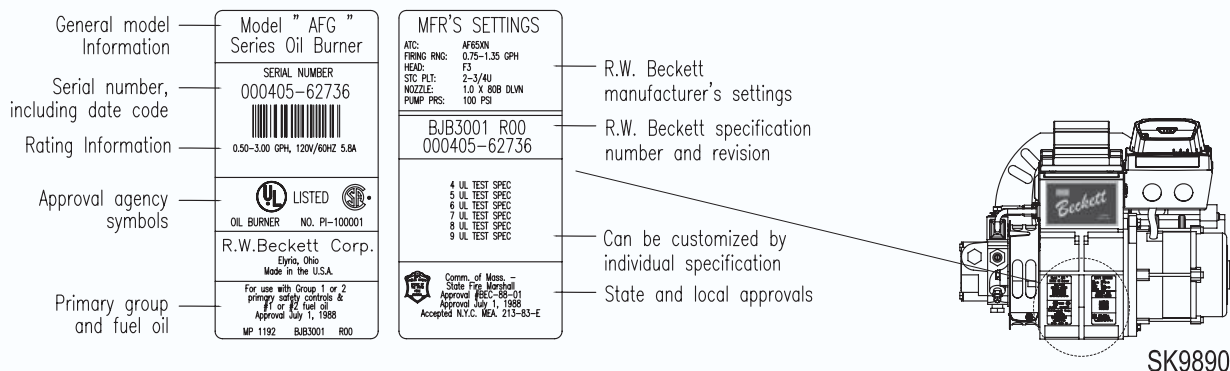 General model
Information
Serial number,
including date code
Rating Information
Approval agency
symbols
Primary group
and fuel oil
Model " AFG "
Series Oil Burner
SERIAL NUMBER
000405-62736
0.50-3.00 GPH, 120V/60HZ 5.8A
UL LISTED SA
OIL BURNER NO. PI-100001
R.W.Beckett Corp.
Elyria, Ohio
Made in the U.S.A.
For use with Group 1 or 2
primary safety controls &
#1 or #2 fuel oil
Approval July 1, 1988
MP 1192 BJB3001 R00
MFR'S SETTINGS
ATC: AF65XN
FIRING RNG: 0.75-1.35 GPH
HEAD: F3
STC PLT: 2-3/4U
NOZZLE: 1.0 X 80B DLVN
PUMP PRS: 100 PSI
BJB3001 R00
000405-62736
4 UL TEST SPEC
5 UL TEST SPEC
6 UL TEST SPEC
7 UL TEST SPEC
8 UL TEST SPEC
9 UL TEST SPEC
Comm. of Mass. -
State Fire Marshall
Approval #BEC-88-01
Approval July 1, 1988
Accepted N.Y.C. MEA. 213-83-E
R.W. Beckett
manufacturer's settings
R.W. Beckett specification
number and revision
Can be customized by
individual specification
State and local approvals
Beckett
SK9890